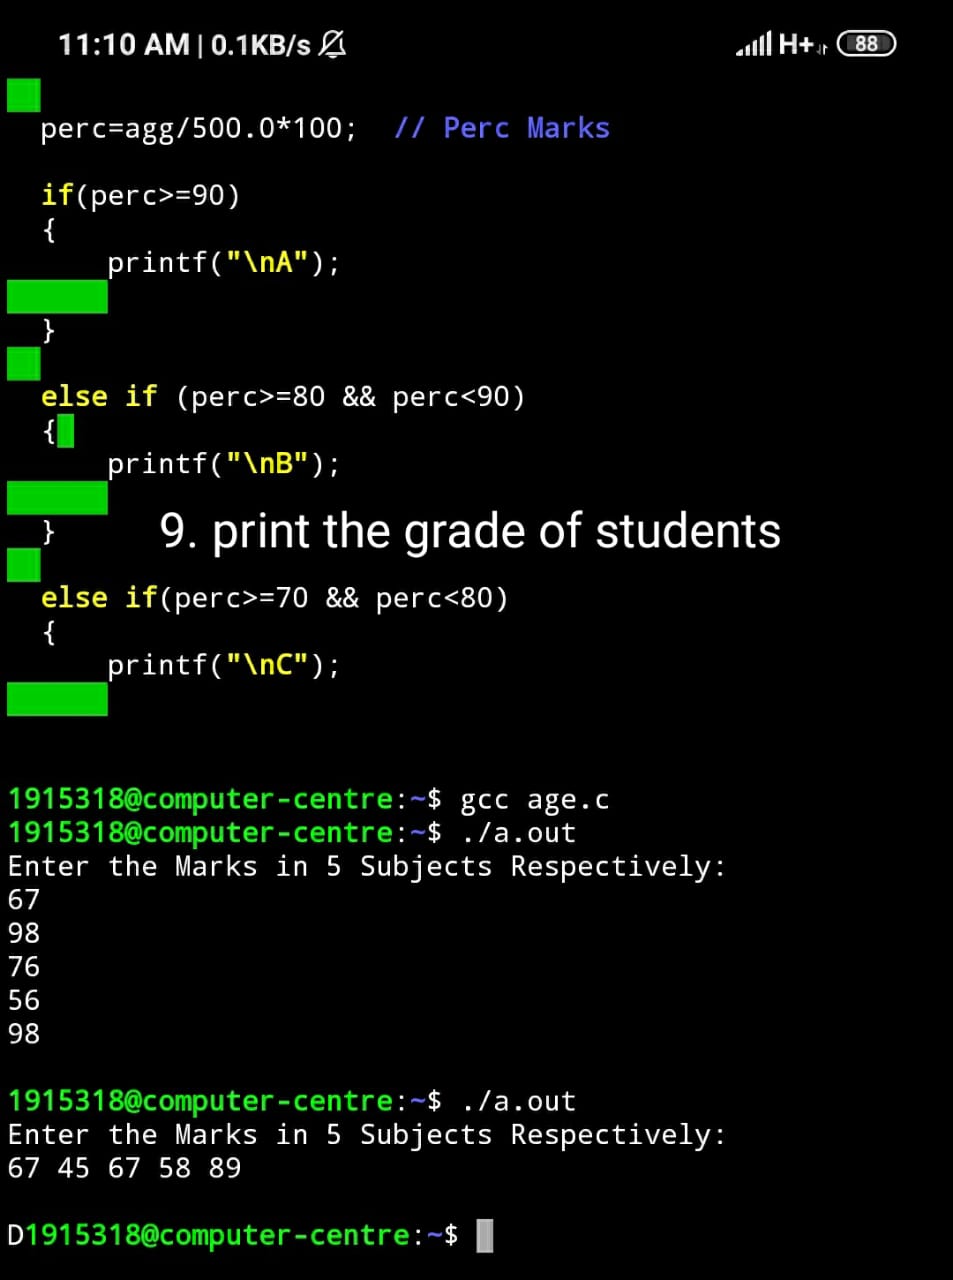 11:10 AM | 0.1KB/s H+ 88
perc=agg/500.0*100; // Perc Marks
if(perc>=90)
{
printf("\nA");
}
else if (perc>=80 && perc<90)
{
printf("\nB");
}
9. print the grade of students
else if(perc>=70 && perc<80)
{
printf("\nC");
1915318@computer-centre:~$ gcc age.c
1915318@computer-centre:~$ ./a.out
Enter the Marks in 5 Subjects Respectively:
67
98
76
56
98
1915318@computer-centre:~$ ./a.out
Enter the Marks in 5 Subjects Respectively:
67 45 67 58 89
D1915318@computer-centre:~$